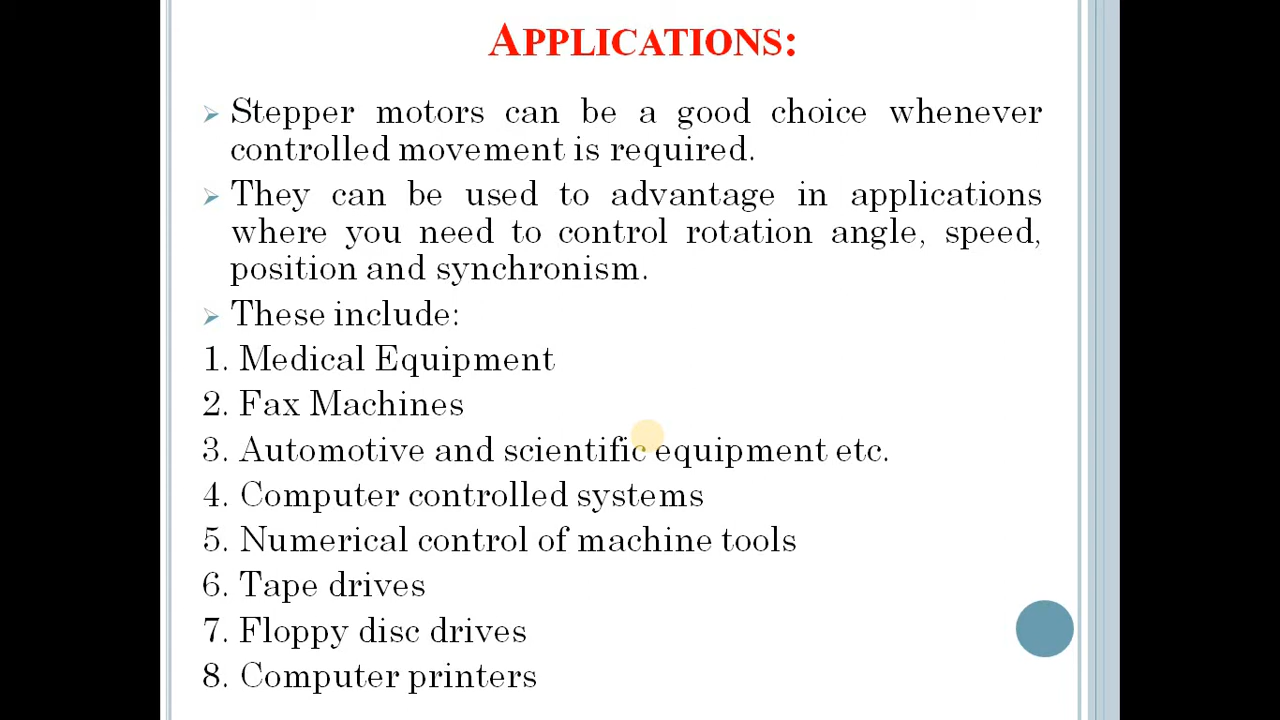 APPLICATIONS:
Stepper motors can be a good choice whenever
controlled movement is required.
They can be used to advantage in applications
where you need to control rotation angle, speed,
position and synchronism.
These include:
1. Medical Equipment
2. Fax Machines
3. Automotive and scientific equipment etc.
4. Computer controlled systems
5. Numerical control of machine tools
6. Tape drives
7. Floppy disc drives
8. Computer printers